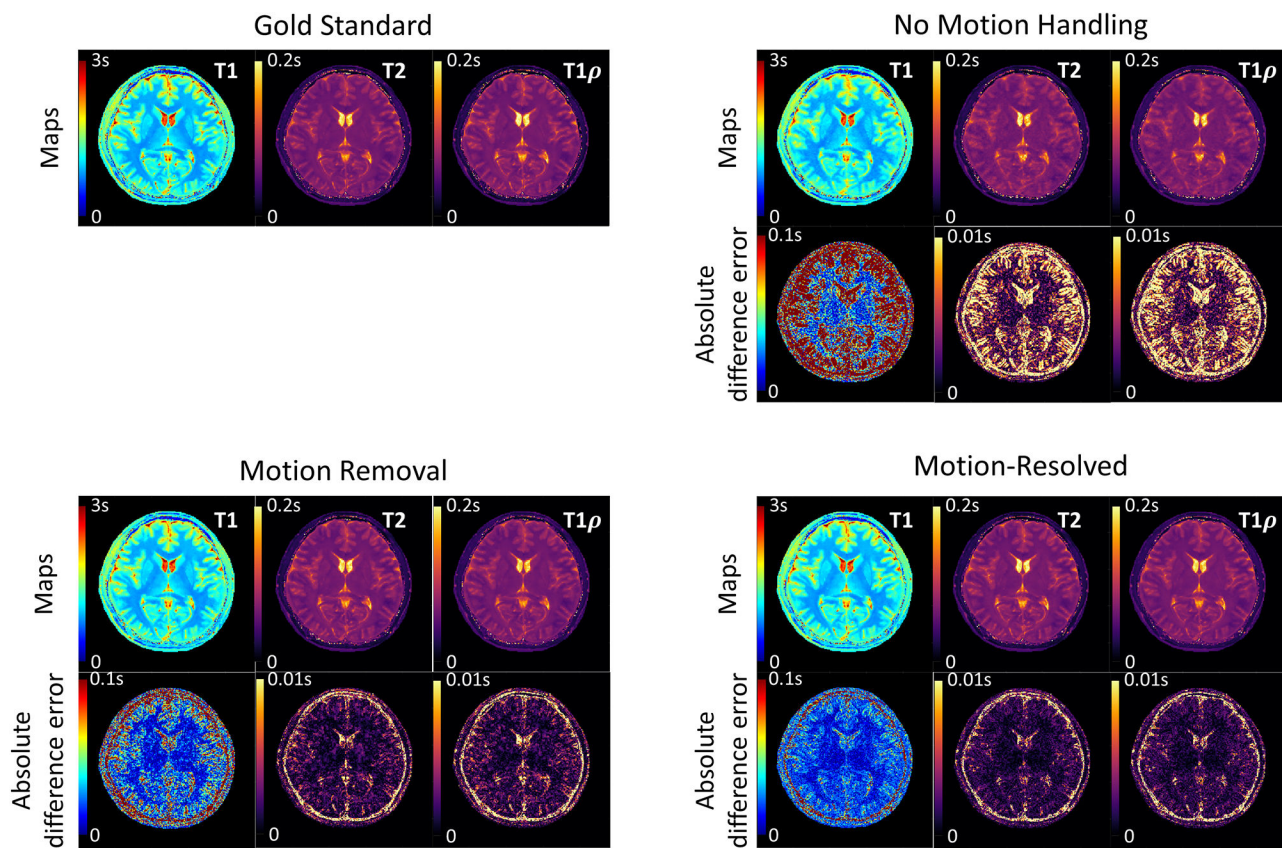 Gold Standard
Maps
3s
T1
0
0.2s
T2
0
0.2s
T1ρ
0
No Motion Handling
Maps
3s
T1
0
0.2s
T2
0
0.2s
T1ρ
0
Absolute
difference error
0.1s
0
0.01s
0
0.01s
0
Motion Removal
Maps
3s
T1
0
0.2s
T2
0
0.2s
T1ρ
0
Absolute
difference error
0.1s
0
0.01s
0
0.01s
0
Motion-Resolved
Maps
3s
T1
0
0.2s
T2
0
0.2s
T1ρ
0
Absolute
difference error
0.1s
0
0.01s
0
0.01s
0